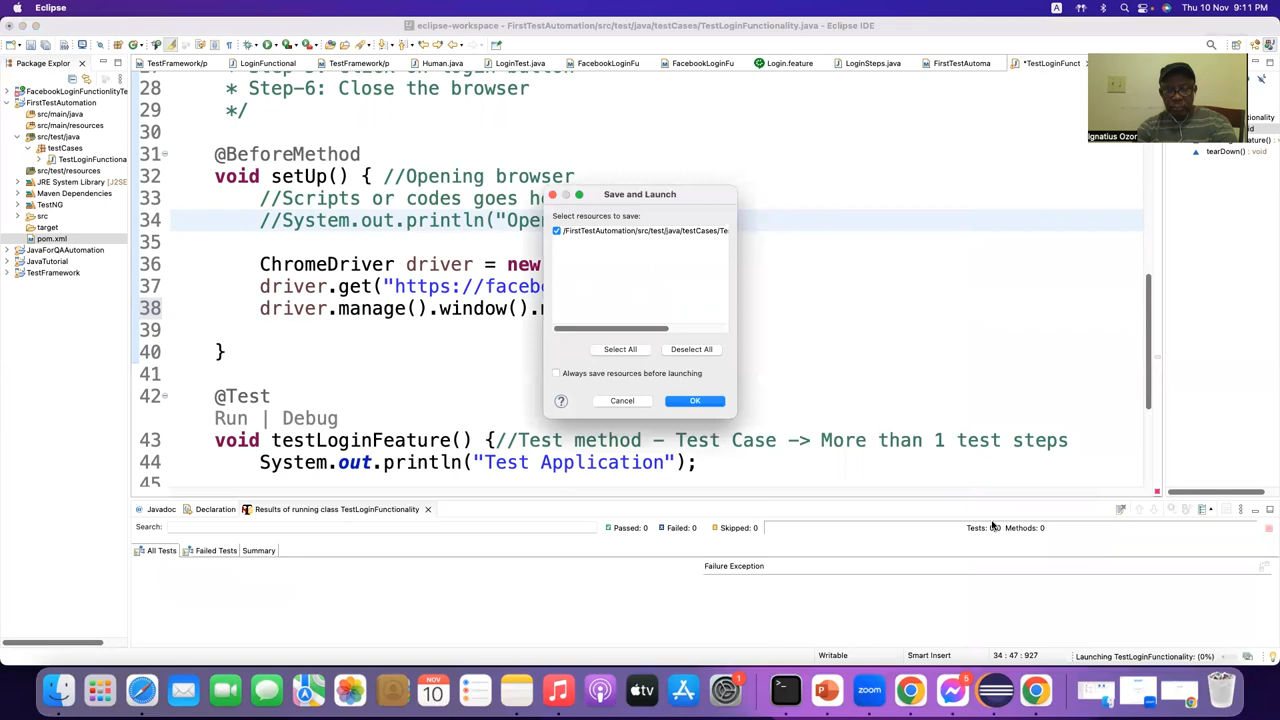 Eclipse
Thu 10 Nov 9:11 PM
eclipse-workspace - FirstTestAutomation/src/test/java/testCases/TestLoginFunctionality.java - Eclipse IDE
Package Explor
TestFramework/p
LoginFunctional
TestFramework/p
Human.java
LoginTest.java
FacebookLoginFu
FacebookLoginFu
Login.feature
LoginSteps.java
FirstTestAutoma
*TestLoginFunct
FacebookLoginFunctionlityTe
FirstTestAutomation
src/main/java
src/main/resources
src/test/java
testCases
TestLoginFunctiona
src/test/resources
JRE System Library [J2SE
Maven Dependencies
TestNG
src
target
pom.xml
JavaForQAAutomation
JavaTutorial
TestFramework
28 * Step-6: Close the browser
29 */
30
31 @BeforeMethod
32 void setUp() { //Opening browser
33 //Scripts or codes goes h
34 //System.out.println("Ope
35
36 ChromeDriver driver = new
37 driver.get("https://faceb
38 driver.manage().window().
39
40 }
41
42 @Test
Run | Debug
43 void testLoginFeature() {//Test method - Test Case -> More than 1 test steps
44 System.out.println("Test Application");
45
Ignatius Ozor
tearDown() : void
Save and Launch
Select resources to save:
/FirstTestAutomation/src/test/java/testCases/Te
Select All
Deselect All
Always save resources before launching
?
Cancel
OK
Javadoc
Declaration
Results of running class TestLoginFunctionality
Search:
Passed: 0
Failed: 0
Skipped: 0
Methods: 0
All Tests
Failed Tests
Summary
Failure Exception
Writable
Smart Insert
34 : 47 : 927
Launching TestLoginFunctionality: (0%)
NOV
10
tv
zoom
1
5